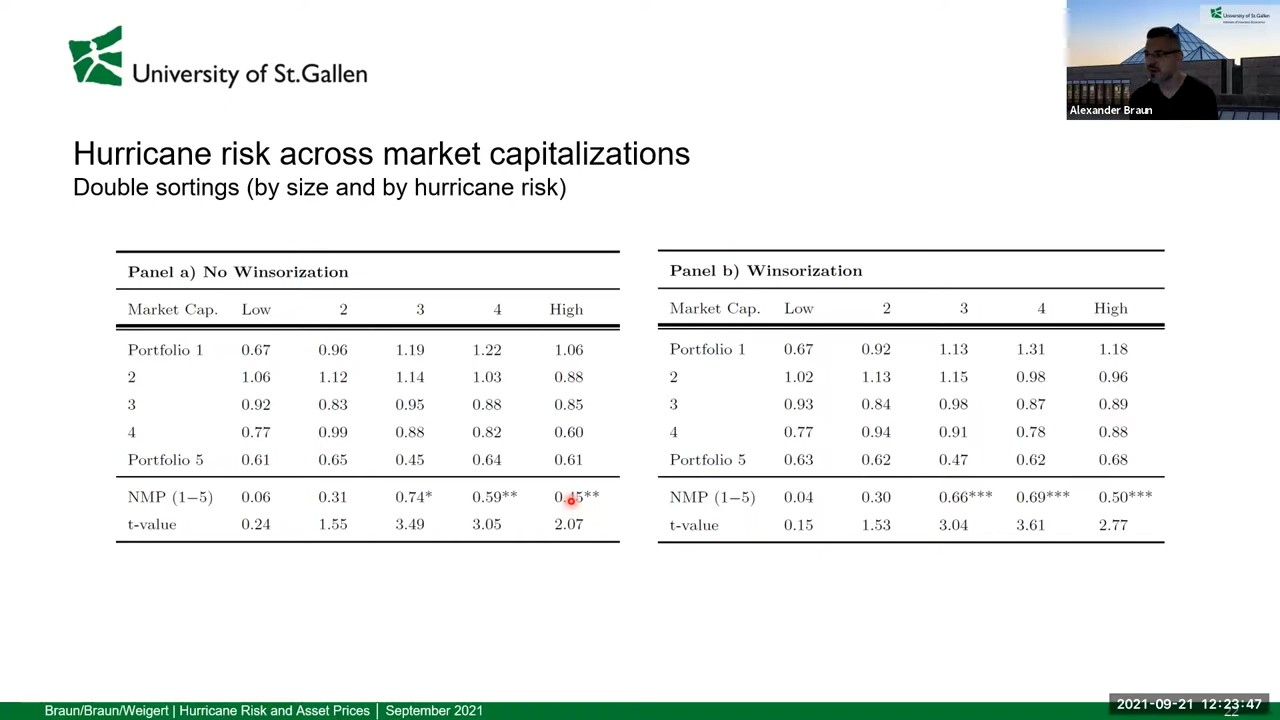 University of St.Gallen
University of St.Gallen
Alexander Braun
Hurricane risk across market capitalizations
Double sortings (by size and by hurricane risk)
Panel a) No Winsorization
Market Cap. Low 2 3 4 High
Portfolio 1 0.67 0.96 1.19 1.22 1.06
2 1.06 1.12 1.14 1.03 0.88
3 0.92 0.83 0.95 0.88 0.85
4 0.77 0.99 0.88 0.82 0.60
Portfolio 5 0.61 0.65 0.45 0.64 0.61
NMP (1−5) 0.06 0.31 0.74* 0.59** 0.45**
t-value 0.24 1.55 3.49 3.05 2.07
Panel b) Winsorization
Market Cap. Low 2 3 4 High
Portfolio 1 0.67 0.92 1.13 1.31 1.18
2 1.02 1.13 1.15 0.98 0.96
3 0.93 0.84 0.98 0.87 0.89
4 0.77 0.94 0.91 0.78 0.88
Portfolio 5 0.63 0.62 0.47 0.62 0.68
NMP (1−5) 0.04 0.30 0.66*** 0.69*** 0.50***
t-value 0.15 1.53 3.04 3.61 2.77
Braun/Braun/Weigert | Hurricane Risk and Asset Prices | September 2021
2021-09-21 12:23:47
22